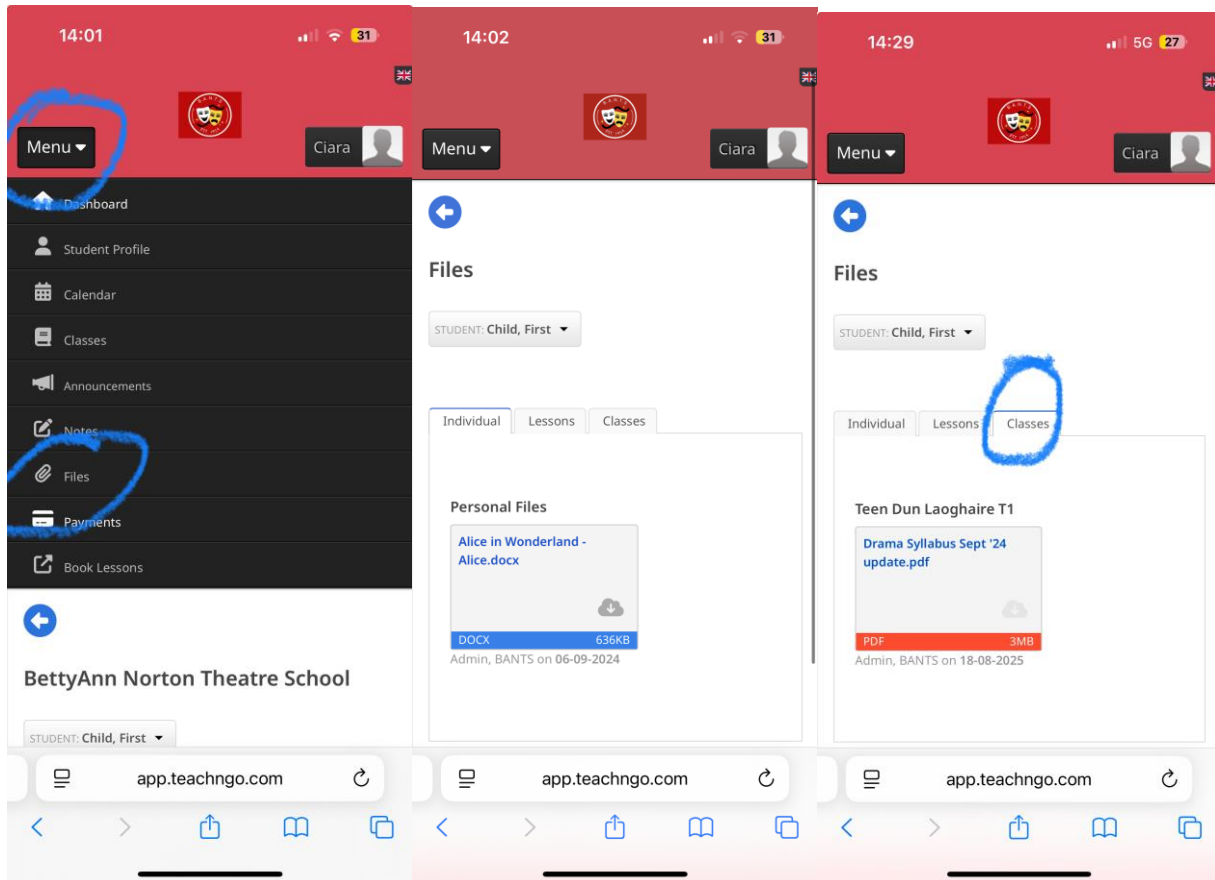 14:01
31
Menu
Ciara
Dashboard
Student Profile
Calendar
Classes
Announcements
Notes
Files
Payments
Book Lessons
BettyAnn Norton Theatre School
STUDENT: Child, First
app.teachngo.com
14:02
31
Menu
Ciara
Files
STUDENT: Child, First
Individual Lessons Classes
Personal Files
Alice in Wonderland -
Alice.docx
DOCX 636KB
Admin, BANTS on 06-09-2024
app.teachngo.com
14:29
5G 27
Menu
Ciara
Files
STUDENT: Child, First
Individual Lessons Classes
Teen Dun Laoghaire T1
Drama Syllabus Sept '24
update.pdf
PDF 3MB
Admin, BANTS on 18-08-2025
app.teachngo.com